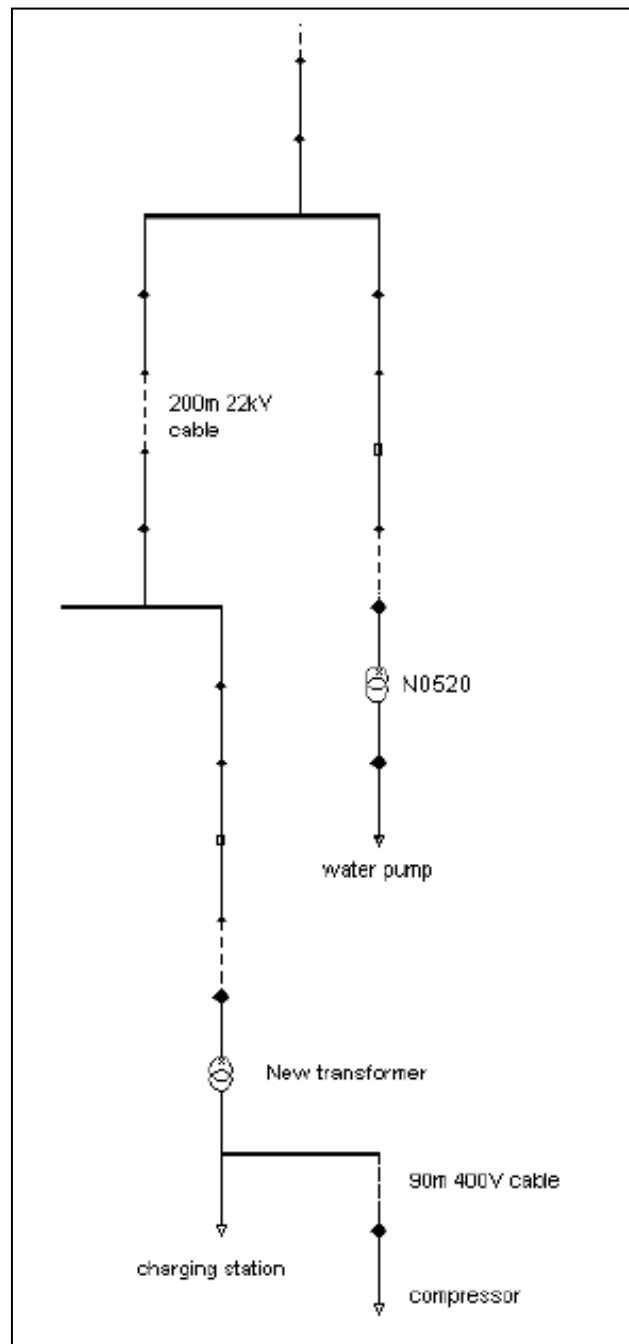 200m 22kV
cable
N0520
water pump
New transformer
90m 400V cable
charging station
compressor